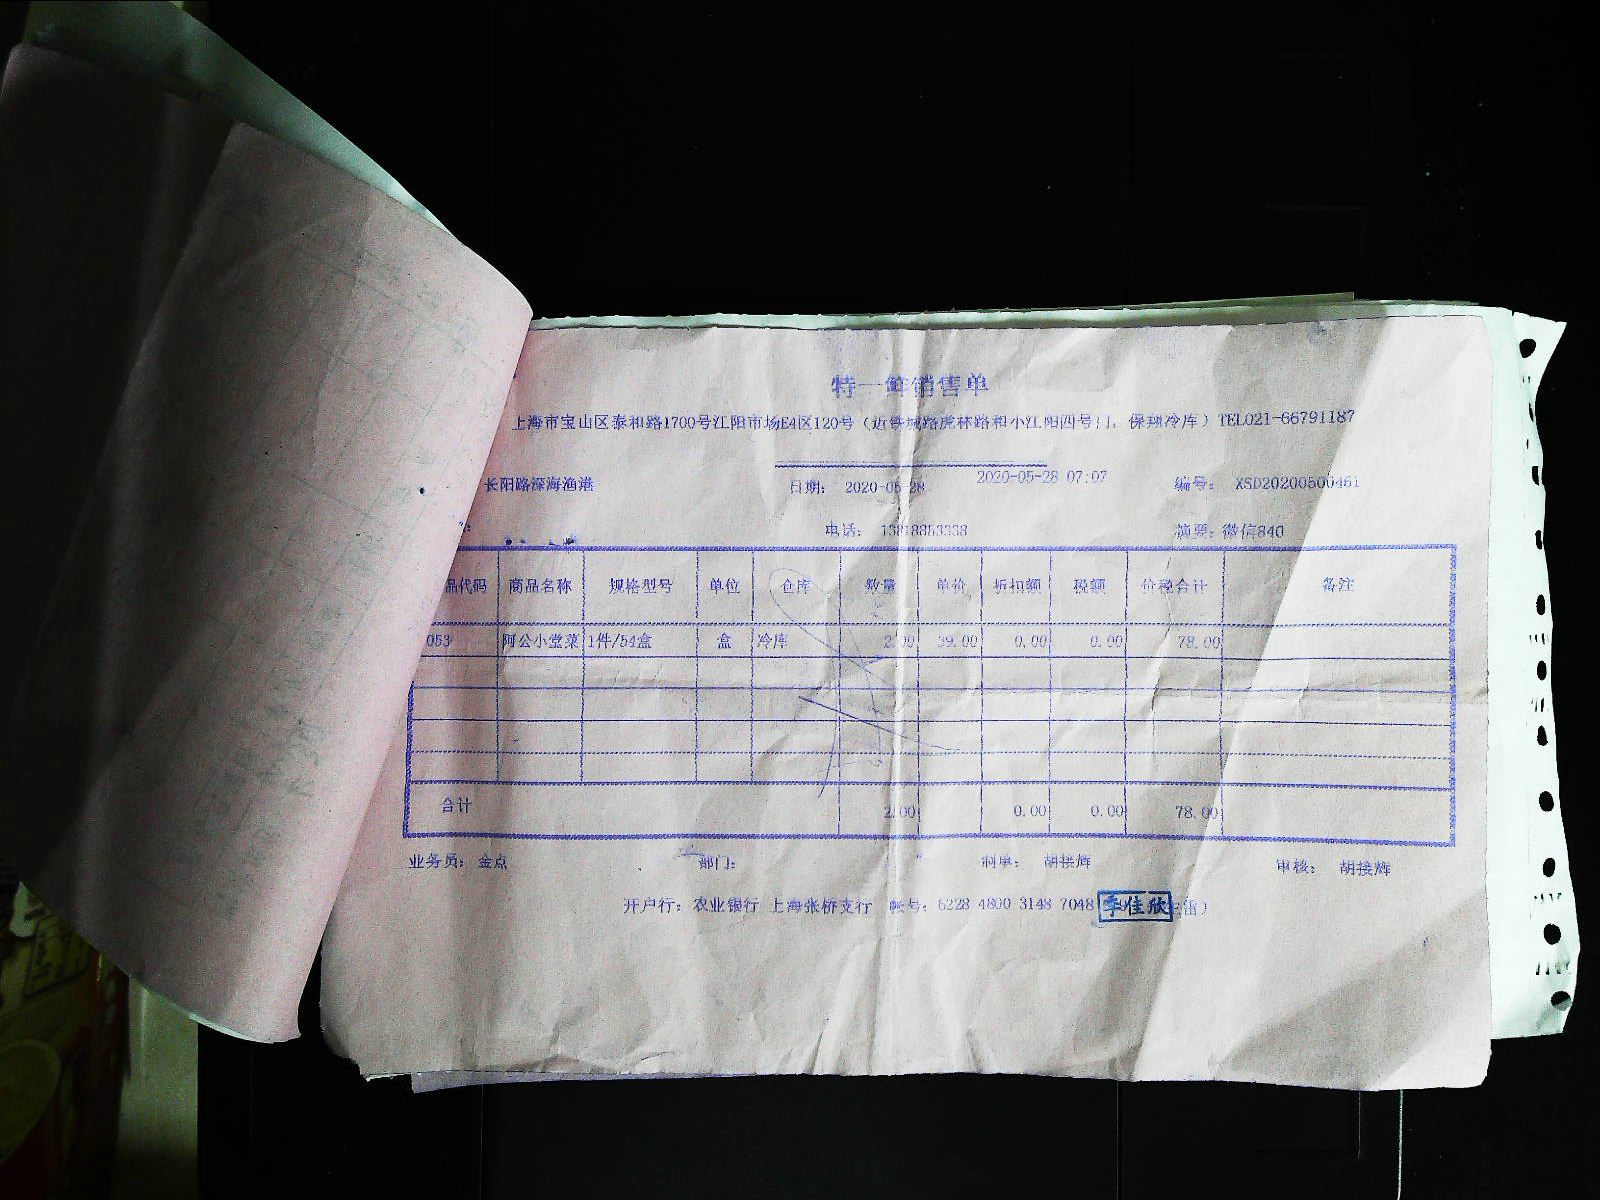 特一鲜销售单
上海市宝山区泰和路1700号江阳市场E4区120号（近铁城路虎林路和小江阳四号门，保翔冷库）TEL021-66791187
长阳路深海渔港 日期： 2020-05-28 2020-05-28 07:07 编号： XSD20200500461
电话： 13818853338 摘要：微信840
品代码 商品名称 规格型号 单位 仓库 数量 单价 折扣额 税额 价税合计 备注
053 阿公小堂菜 1件/54盒 盒 冷库 2.00 39.00 0.00 0.00 78.00
合计 2.00 0.00 0.00 78.00
业务员： 金点 部门： 制单： 胡接辉 审核： 胡接辉
开户行：农业银行 上海张桥支行 帐号：6228 4800 3148 7048 李佳欣 雷）